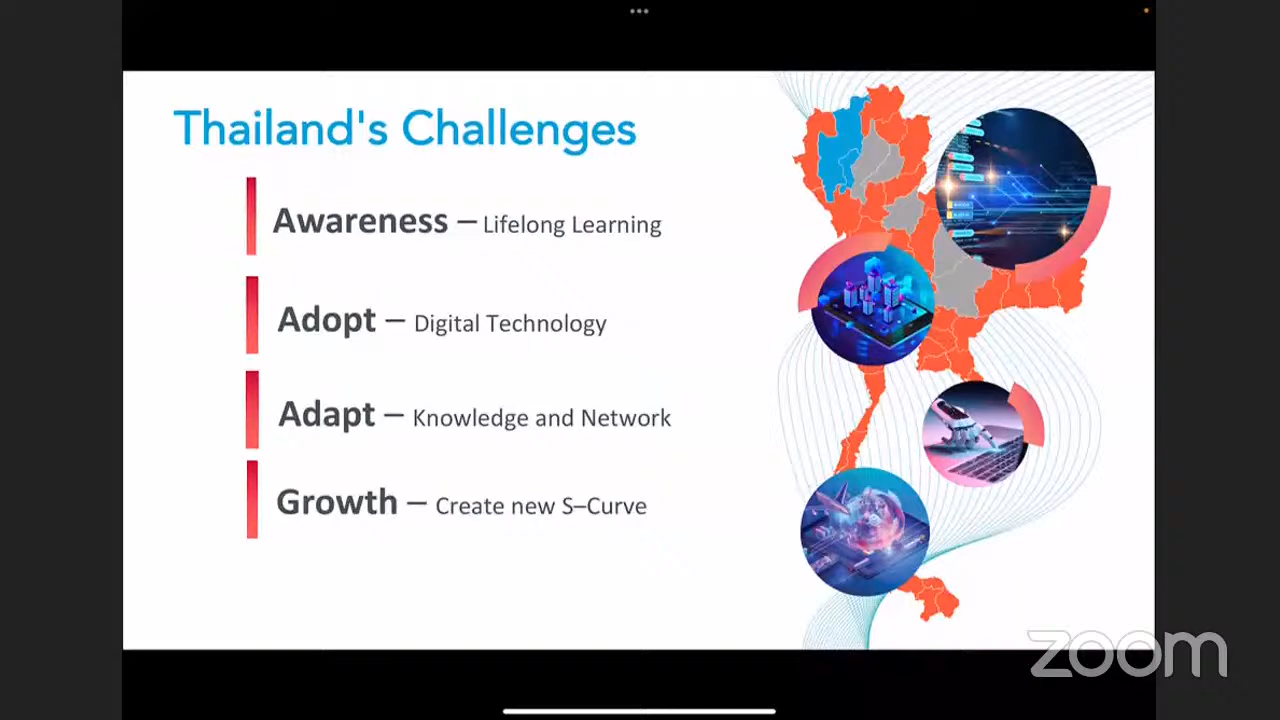 Thailand's Challenges
Awareness – Lifelong Learning
Adopt – Digital Technology
Adapt – Knowledge and Network
Growth – Create new S–Curve
zoom